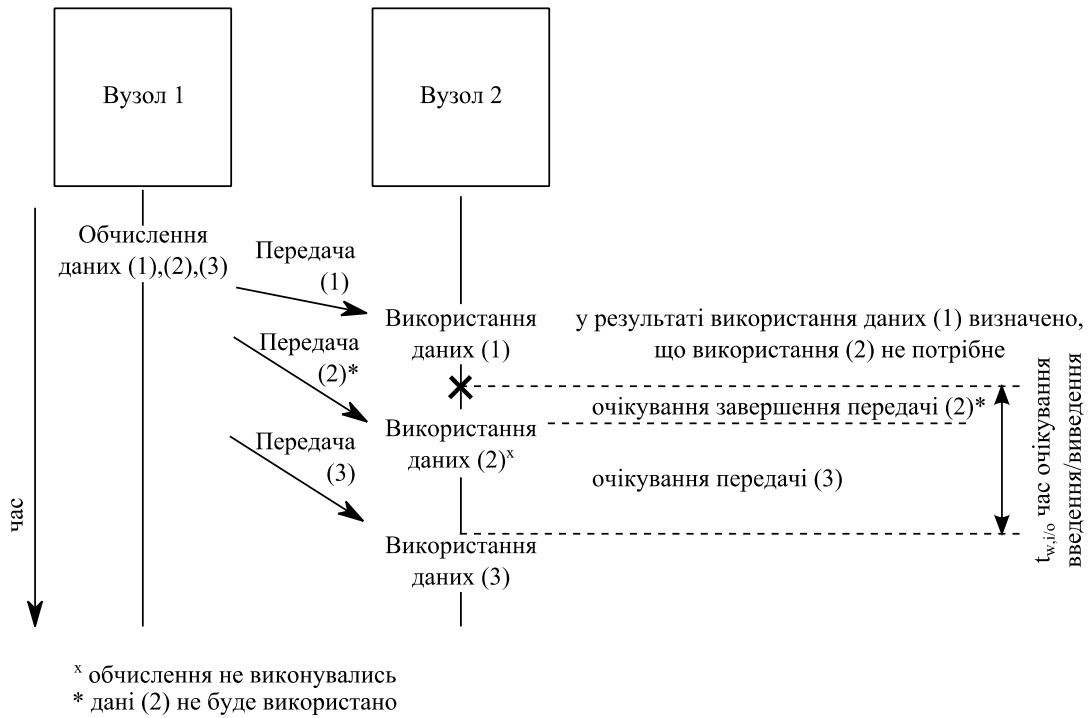 Вузол 1
Вузол 2
Обчислення
даних (1),(2),(3)
Передача
(1)
Використання
даних (1)
у результаті використання даних (1) визначено,
що використання (2) не потрібне
Передача
(2)*
очікування завершення передачі (2)*
Використання
даних (2)ˣ
Передача
(3)
очікування передачі (3)
Використання
даних (3)
час
t w,i/o час очікування
введення/виведення
ˣ обчислення не виконувались
* дані (2) не буде використано